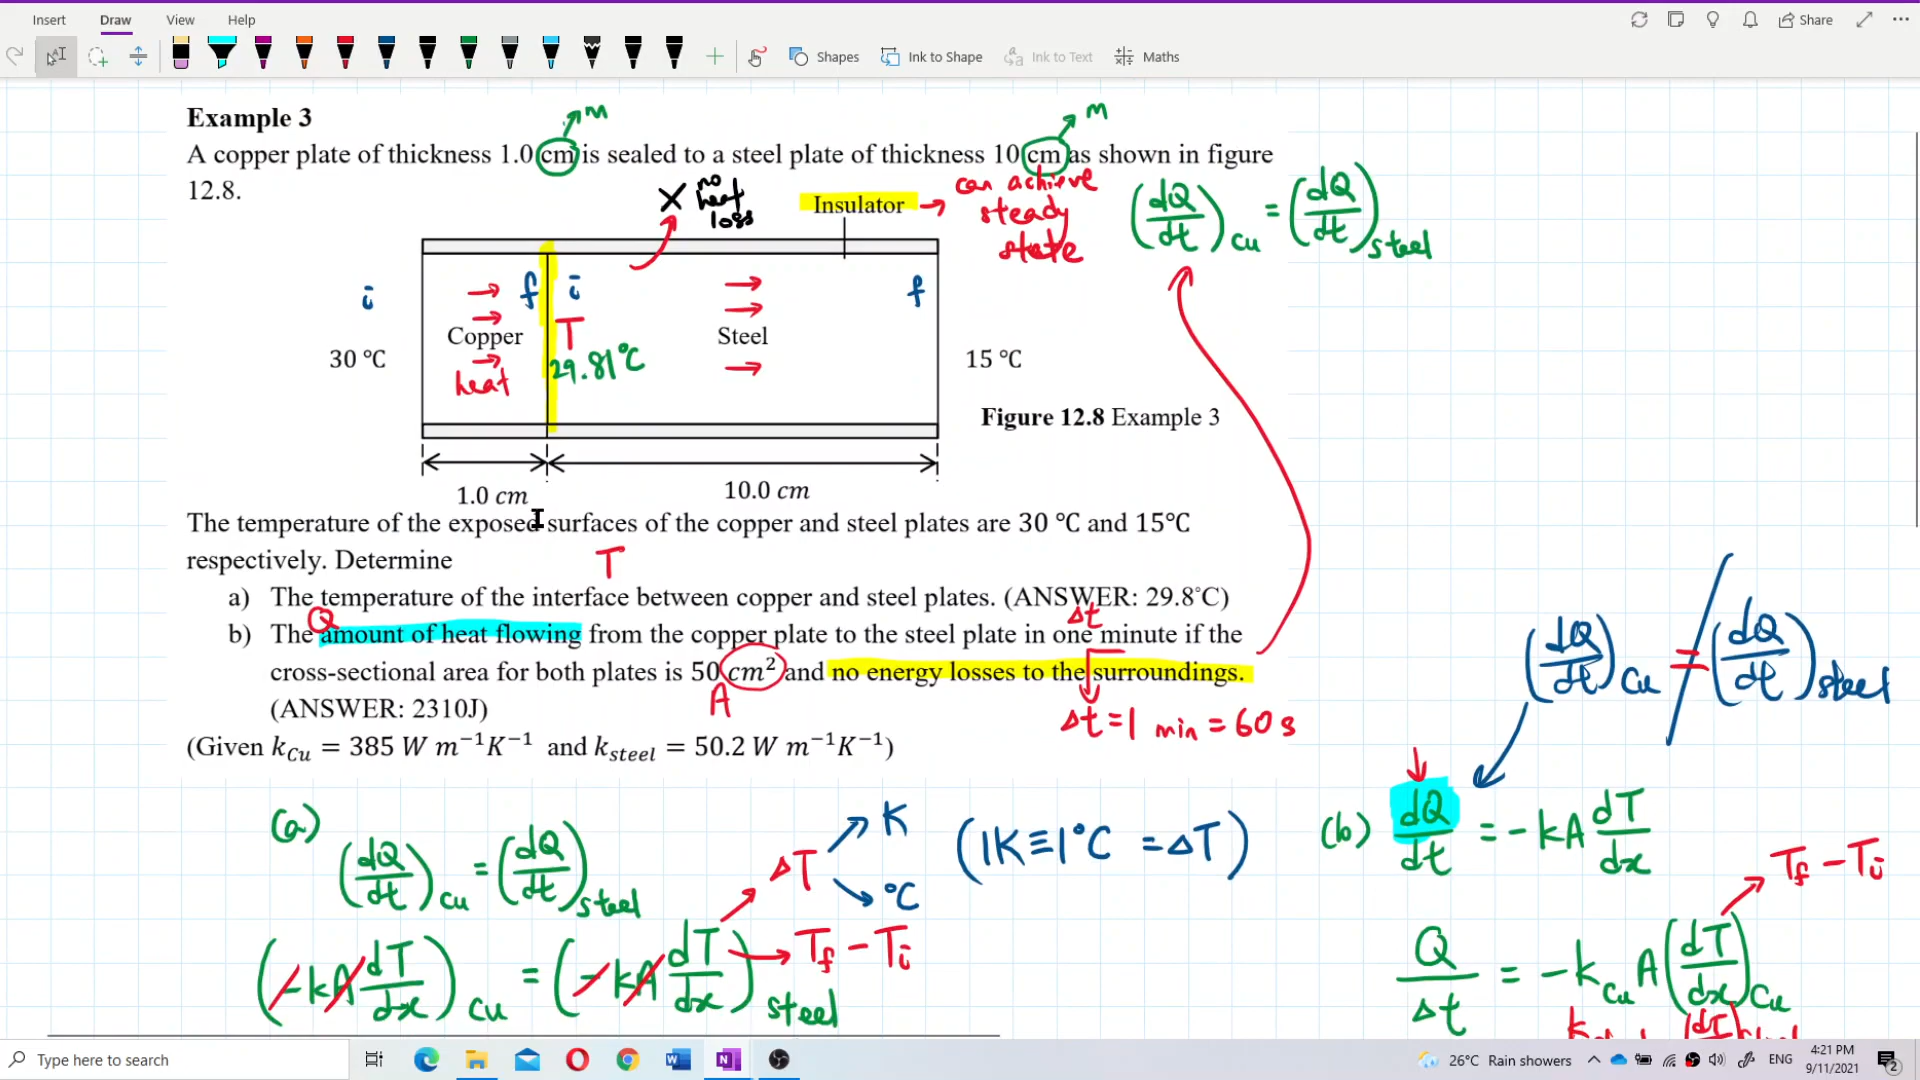 Insert Draw View Help Share
Shapes Ink to Shape Ink to Text Maths
Example 3
A copper plate of thickness 1.0 cm is sealed to a steel plate of thickness 10 cm as shown in figure
12.8.
m
m
no
heat
loss
Insulator
can achieve
steady
state
(dQ/dt)Cu = (dQ/dt)steel
i
f
i
f
T
Copper
Steel
30 °C
29.81°C
15 °C
heat
Figure 12.8 Example 3
1.0 cm
10.0 cm
The temperature of the exposed surfaces of the copper and steel plates are 30 °C and 15°C
respectively. Determine
T
a) The temperature of the interface between copper and steel plates. (ANSWER: 29.8°C)
Q
Δt
b) The amount of heat flowing from the copper plate to the steel plate in one minute if the
cross-sectional area for both plates is 50 cm² and no energy losses to the surroundings.
A
(ANSWER: 2310J)
Δt = 1 min = 60 s
(Given kCu = 385 W m⁻¹K⁻¹ and ksteel = 50.2 W m⁻¹K⁻¹)
(dQ/dt)Cu = (dQ/dt)steel
(a)
(dQ/dt)Cu = (dQ/dt)steel
ΔT
K
°C
(1K ≡ 1°C = ΔT)
(-kA dT/dx)Cu = (-kA dT/dx)steel
Tf - Ti
(b) dQ/dt = -kA dT/dx
Tf - Ti
Q/Δt = -kCu A (dT/dx)Cu
Type here to search
26°C Rain showers
ENG
4:21 PM
9/11/2021
2